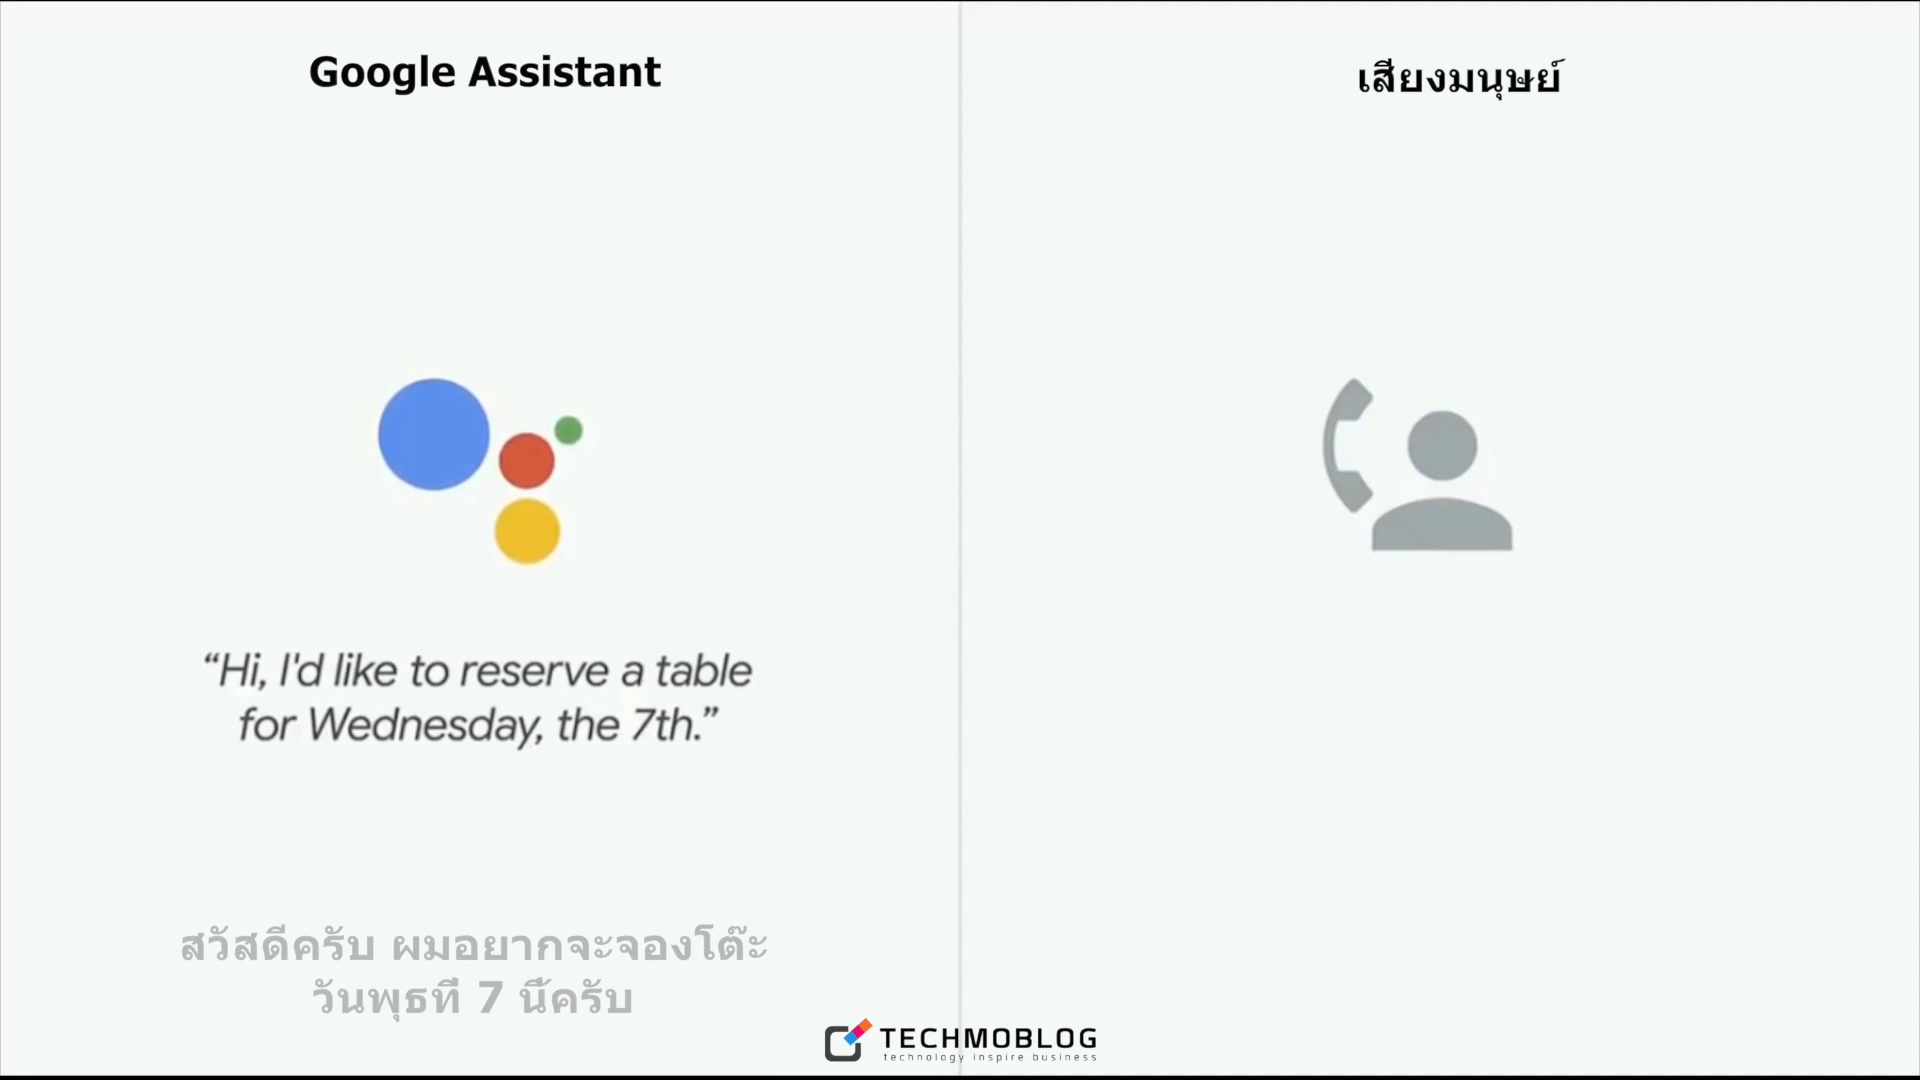 Google Assistant
เสียงมนุษย์
“Hi, I'd like to reserve a table
for Wednesday, the 7th.”
สวัสดีครับ ผมอยากจะจองโต๊ะ
วันพุธที่ 7 นี้ครับ
TECHMOBLOG
technology inspire business